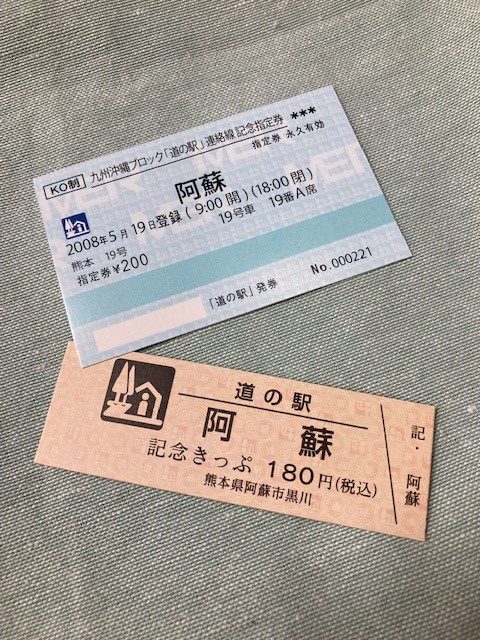 KO制 九州沖縄ブロック「道の駅」連絡線 記念指定券 ***
指定券 永久有効
阿蘇
2008年5月19日登録 (9:00 開) (18:00 閉)
熊本 19号 19号車 19番A席
指定券¥200
No.000221
「道の駅」発券
道の駅
阿蘇
記念きっぷ 180円(税込)
熊本県阿蘇市黒川
記・阿蘇